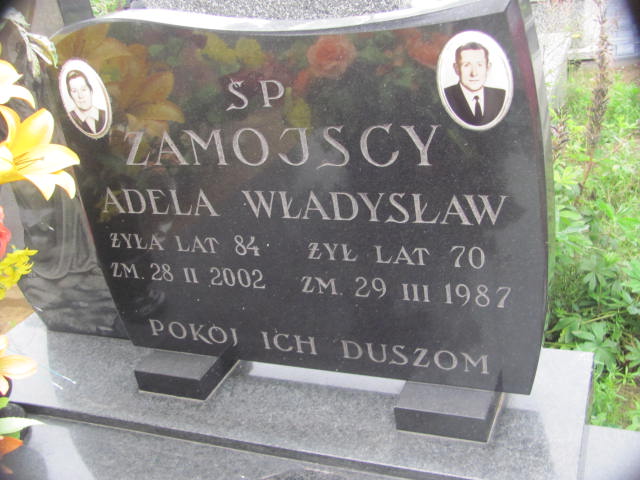 ŚP
ZAMOJSCY
ADELA WŁADYSŁAW
ŻYŁA LAT 84 ŻYŁ LAT 70
ZM. 28 II 2002 ZM. 29 III 1987
POKÓJ ICH DUSZOM